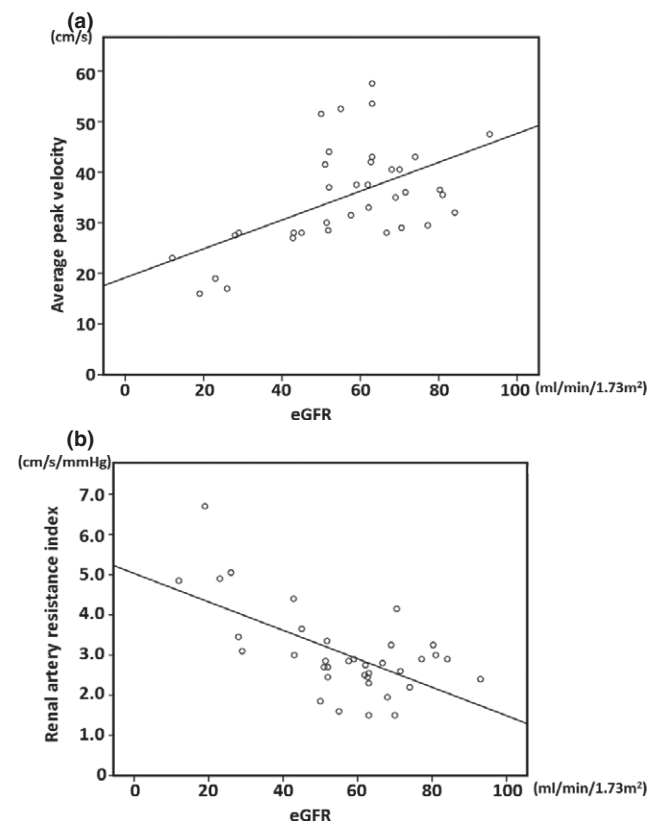 (a)
(cm/s)
60
50
40
30
20
10
0
Average peak velocity
0 20 40 60 80 100 (ml/min/1.73m²)
eGFR
(b)
(cm/s/mmHg)
7.0
6.0
5.0
4.0
3.0
2.0
1.0
0
Renal artery resistance index
0 20 40 60 80 100 (ml/min/1.73m²)
eGFR